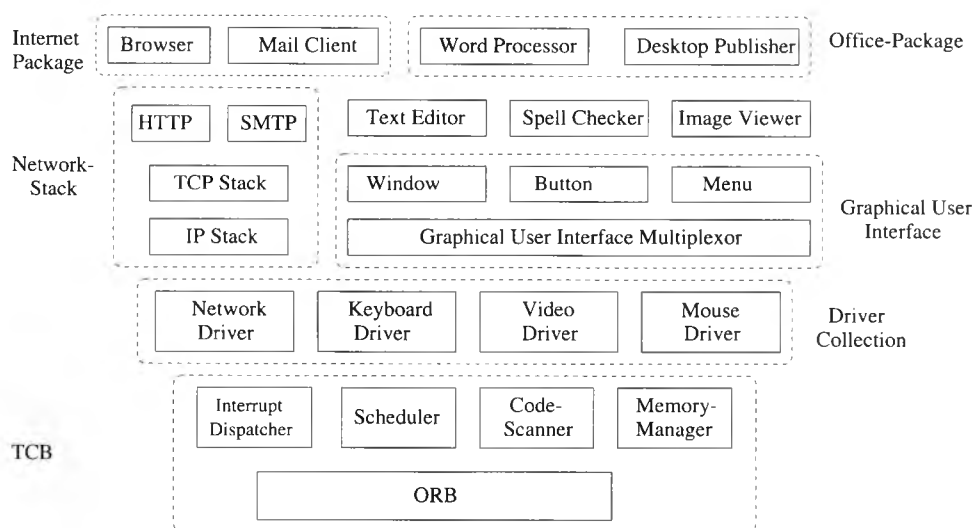 Internet
Package
Browser
Mail Client
Word Processor
Desktop Publisher
Office-Package
HTTP
SMTP
Text Editor
Spell Checker
Image Viewer
Network-
Stack
TCP Stack
Window
Button
Menu
IP Stack
Graphical User Interface Multiplexor
Graphical User
Interface
Network
Driver
Keyboard
Driver
Video
Driver
Mouse
Driver
Driver
Collection
Interrupt
Dispatcher
Scheduler
Code-
Scanner
Memory-
Manager
TCB
ORB